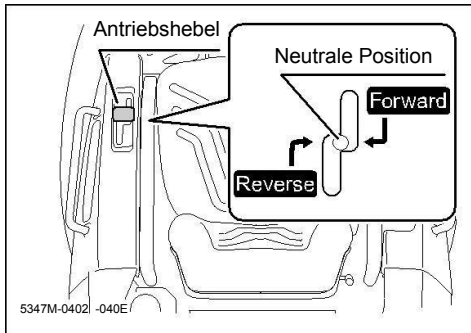 Antriebshebel
Neutrale Position
Forward
Reverse
5347M-0402 -040E